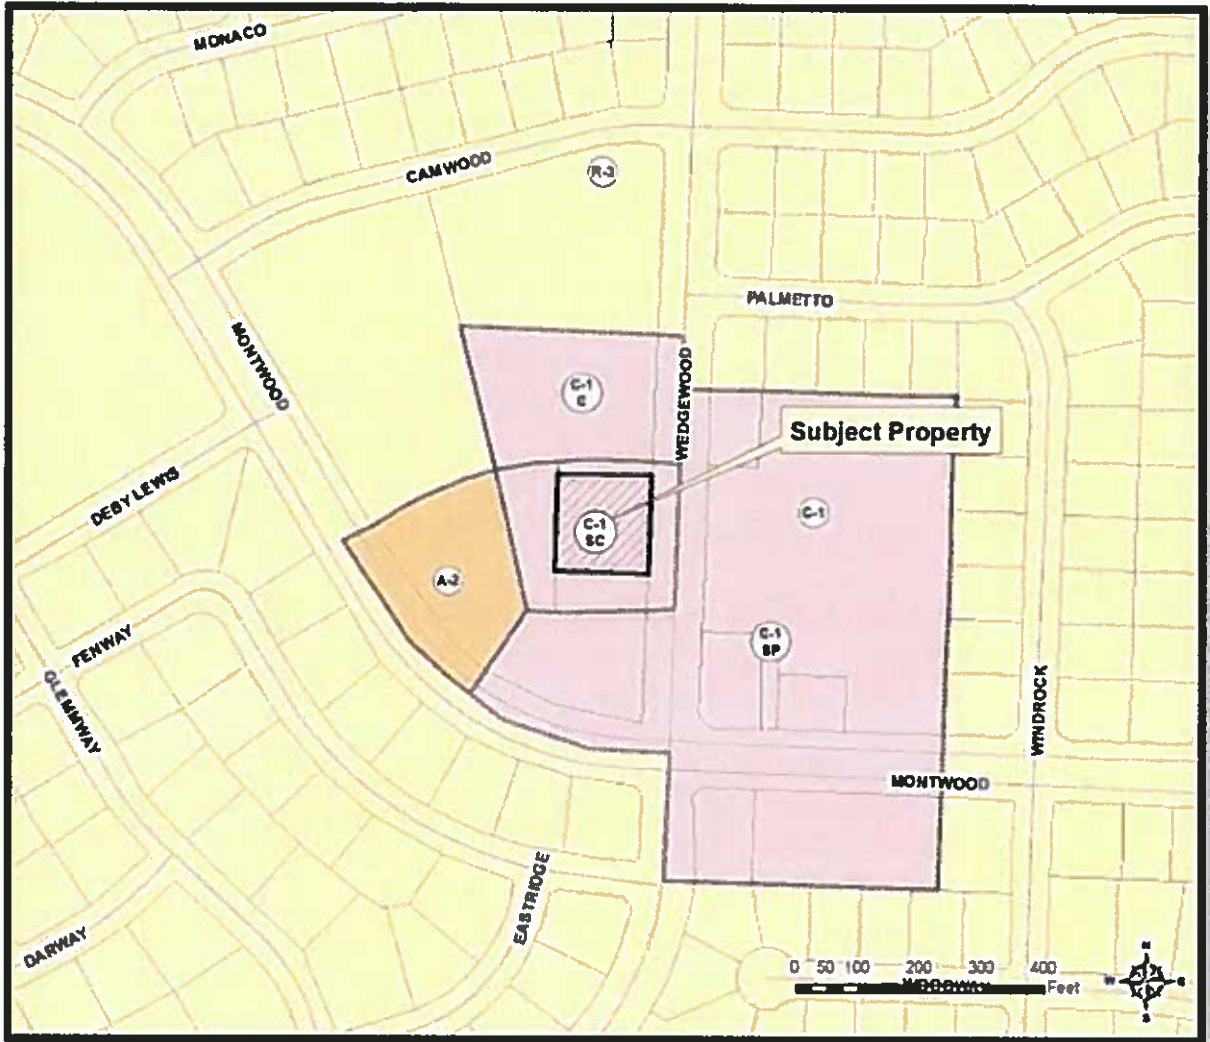 MONACO
CAMWOOD
R-3
PALMETTO
MONTWOOD
WEDGEWOOD
C-1
C
Subject Property
DEBY LEWIS
C-1
C-1
SC
A-2
FENWAY
C-1
SP
GLEMMWAY
WINDROCK
MONTWOOD
EASTRIDGE
DARWAY
N
0 50 100 200 300 400
W E
Feet
S